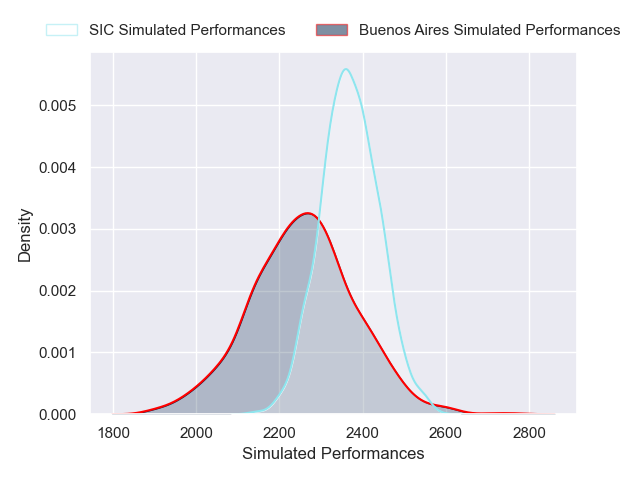 SIC Simulated Performances
Buenos Aires Simulated Performances
0.005
0.004
0.003
0.002
0.001
0.000
Density
1800 2000 2200 2400 2600 2800
Simulated Performances